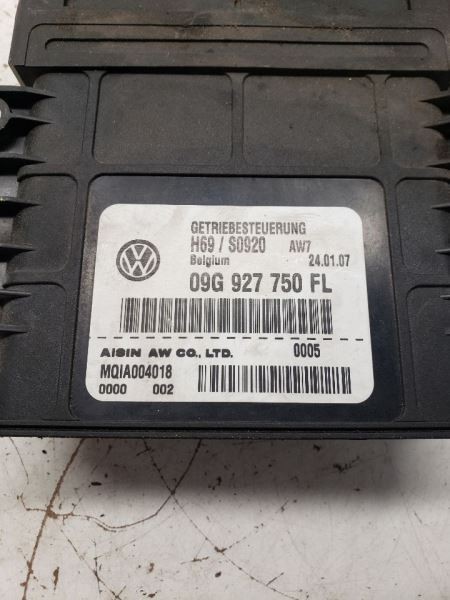 GETRIEBESTEUERUNG
H69 / S0920 AW7
Belgium 24.01.07
09G 927 750 FL
AISIN AW CO., LTD. 0005
MQIA004018
0000 002